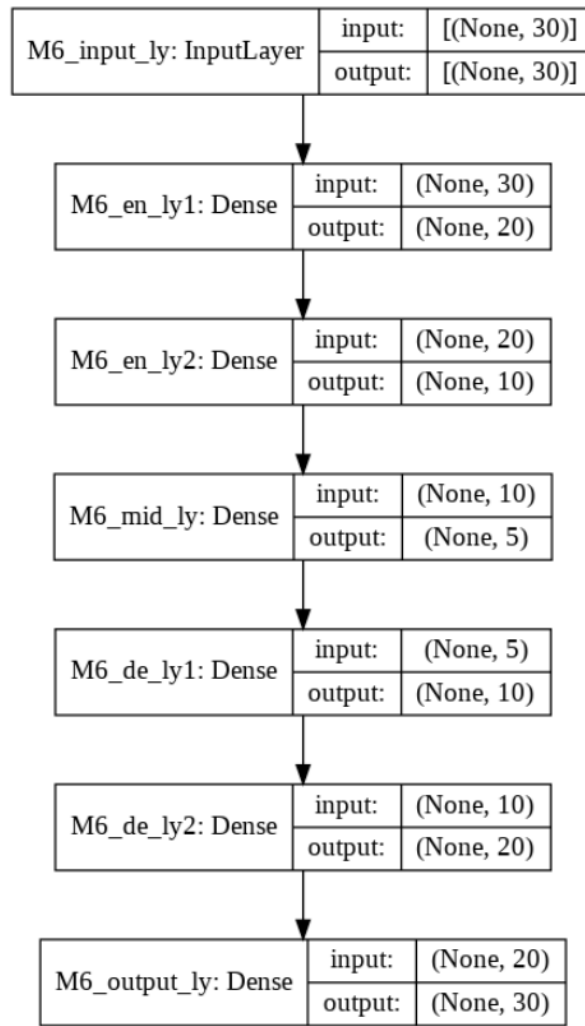 M6_input_ly: InputLayer
input: [(None, 30)]
output: [(None, 30)]
M6_en_ly1: Dense
input: (None, 30)
output: (None, 20)
M6_en_ly2: Dense
input: (None, 20)
output: (None, 10)
M6_mid_ly: Dense
input: (None, 10)
output: (None, 5)
M6_de_ly1: Dense
input: (None, 5)
output: (None, 10)
M6_de_ly2: Dense
input: (None, 10)
output: (None, 20)
M6_output_ly: Dense
input: (None, 20)
output: (None, 30)